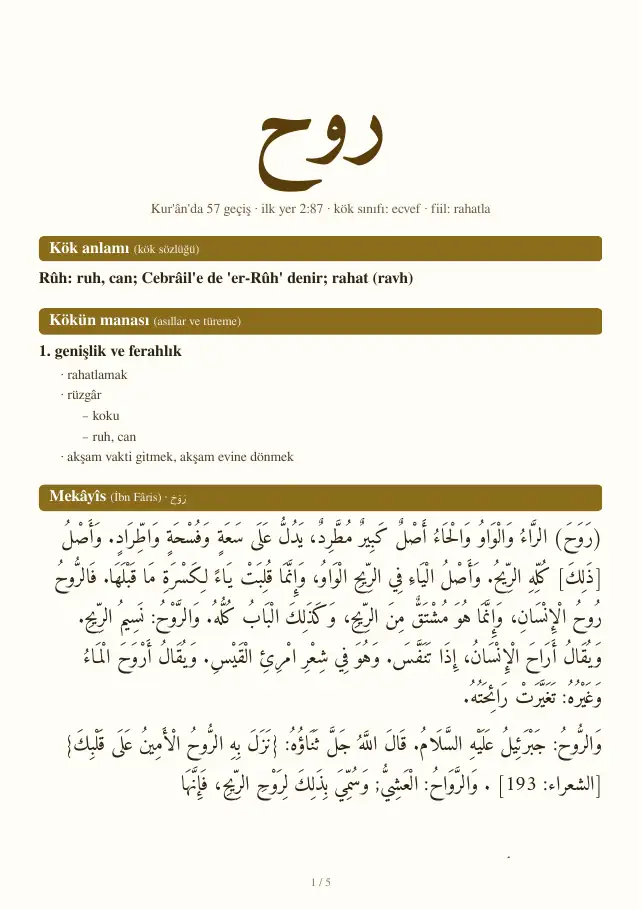 روح
Kur'ân'da 57 geçiş · ilk yer 2:87 · kök sınıfı: ecvef · fiil: rahatla
Kök anlamı (kök sözlüğü)
Rûh: ruh, can; Cebrâil'e de 'er-Rûh' denir; rahat (ravh)
Kökün manası (asıllar ve türeme)
1. genişlik ve ferahlık
· rahatlamak
· rüzgâr
– koku
– ruh, can
· akşam vakti gitmek, akşam evine dönmek
Mekâyîs (İbn Fâris) · رَوَحَ
(رَوَحَ) الرَّاءُ وَالْوَاوُ وَالْحَاءُ أَصْلٌ كَبِيرٌ مُطَّرِدٌ، يَدُلُّ عَلَى سَعَةٍ وَفُسْحَةٍ وَاطِّرَادٍ. وَأَصْلُ
[ذَلِكَ] كُلِّهِ الرِّيحُ. وَأَصْلُ الْيَاءِ فِي الرِّيحِ الْوَاوُ، وَإِنَّمَا قُلِبَتْ يَاءً لِكَسْرَةِ مَا قَبْلَهَا. فَالرُّوحُ
رُوحُ الْإِنْسَانِ، وَإِنَّمَا هُوَ مُشْتَقٌّ مِنَ الرِّيحِ، وَكَذَلِكَ الْبَابُ كُلُّهُ. وَالرَّوْحُ: نَسِيمُ الرِّيحِ.
وَيُقَالُ أَرَاحَ الْإِنْسَانُ، إِذَا تَنَفَّسَ. وَهُوَ فِي شِعْرِ امْرِئِ الْقَيْسِ. وَيُقَالُ أَرْوَحَ الْمَاءُ
وَغَيْرُهُ: تَغَيَّرَتْ رَائِحَتُهُ.
وَالرُّوحُ: جَبْرَئِيلُ عَلَيْهِ السَّلَامُ. قَالَ اللَّهُ جَلَّ ثَنَاؤُهُ: {نَزَلَ بِهِ الرُّوحُ الْأَمِينُ عَلَى قَلْبِكَ}
[الشعراء: 193] . وَالرَّوَاحُ: الْعَشِيُّ; وَسُمِّيَ بِذَلِكَ لِرَوْحِ الرِّيحِ، فَإِنَّهَا
1 / 5